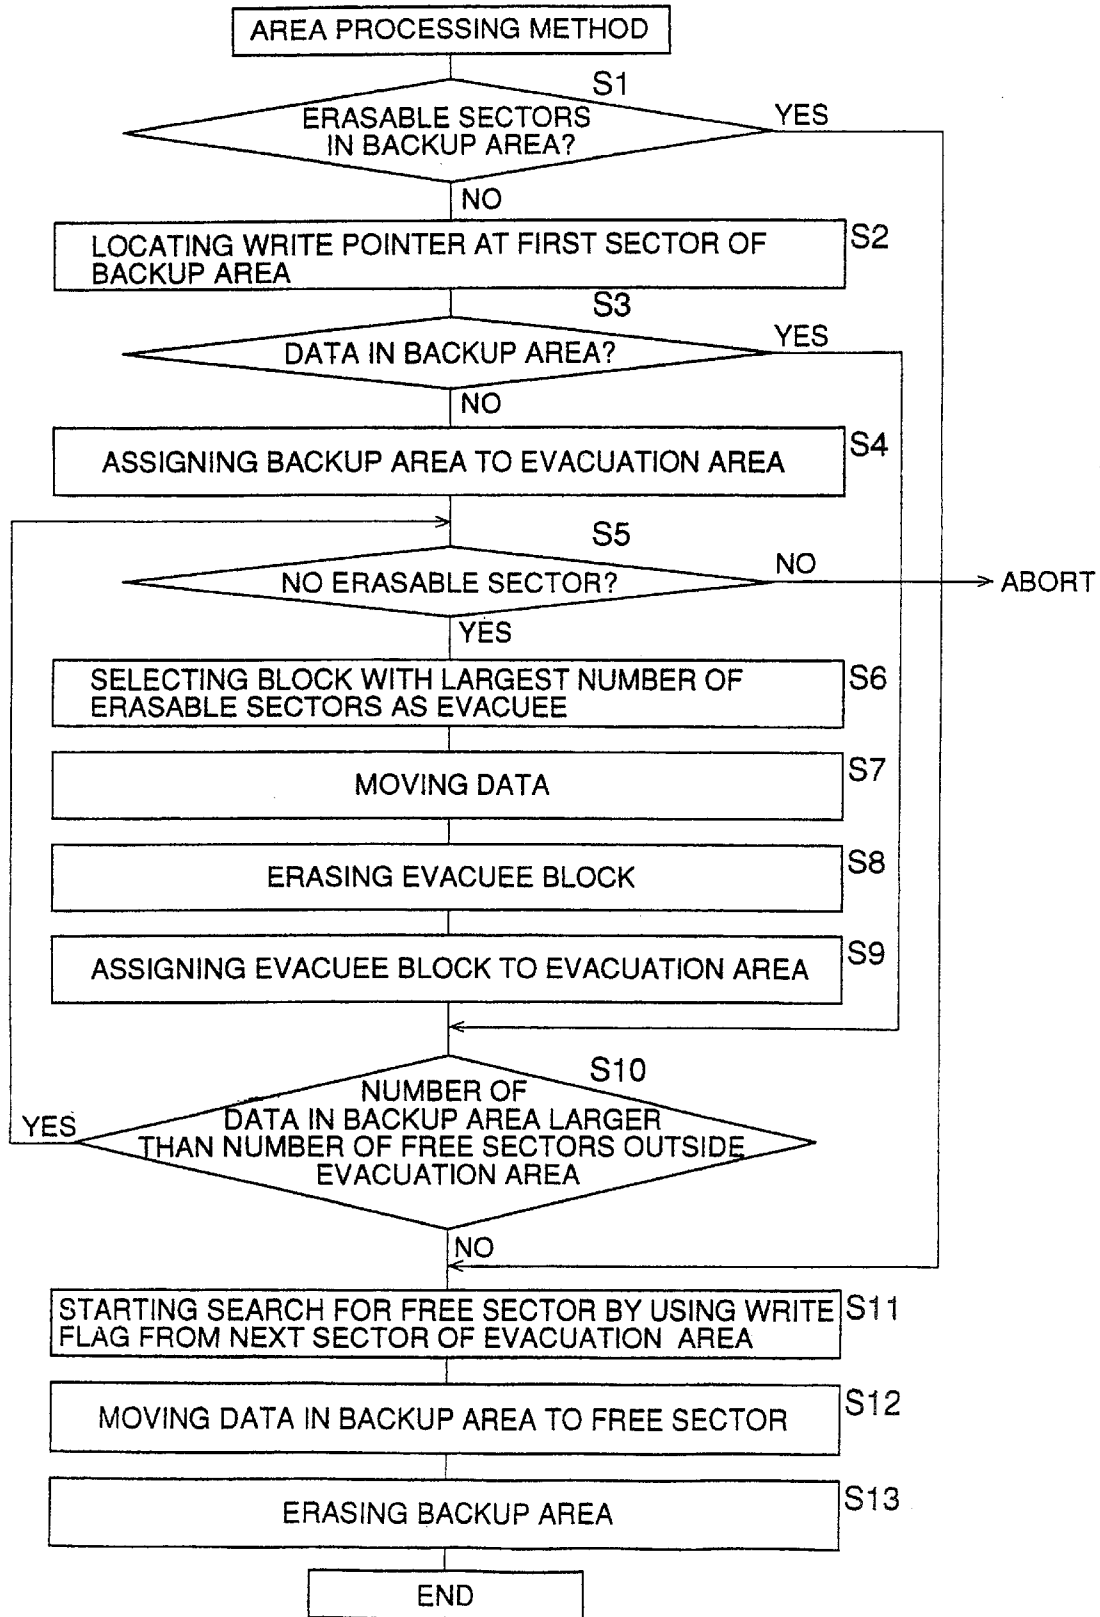 AREA PROCESSING METHOD
S1
ERASABLE SECTORS
IN BACKUP AREA?
YES
NO
LOCATING WRITE POINTER AT FIRST SECTOR OF
BACKUP AREA
S2
S3
DATA IN BACKUP AREA?
YES
NO
ASSIGNING BACKUP AREA TO EVACUATION AREA
S4
S5
NO ERASABLE SECTOR?
NO
ABORT
YES
SELECTING BLOCK WITH LARGEST NUMBER OF
ERASABLE SECTORS AS EVACUEE
S6
MOVING DATA
S7
ERASING EVACUEE BLOCK
S8
ASSIGNING EVACUEE BLOCK TO EVACUATION AREA
S9
S10
NUMBER OF
DATA IN BACKUP AREA LARGER
THAN NUMBER OF FREE SECTORS OUTSIDE
EVACUATION AREA
YES
NO
STARTING SEARCH FOR FREE SECTOR BY USING WRITE
FLAG FROM NEXT SECTOR OF EVACUATION AREA
S11
MOVING DATA IN BACKUP AREA TO FREE SECTOR
S12
ERASING BACKUP AREA
S13
END